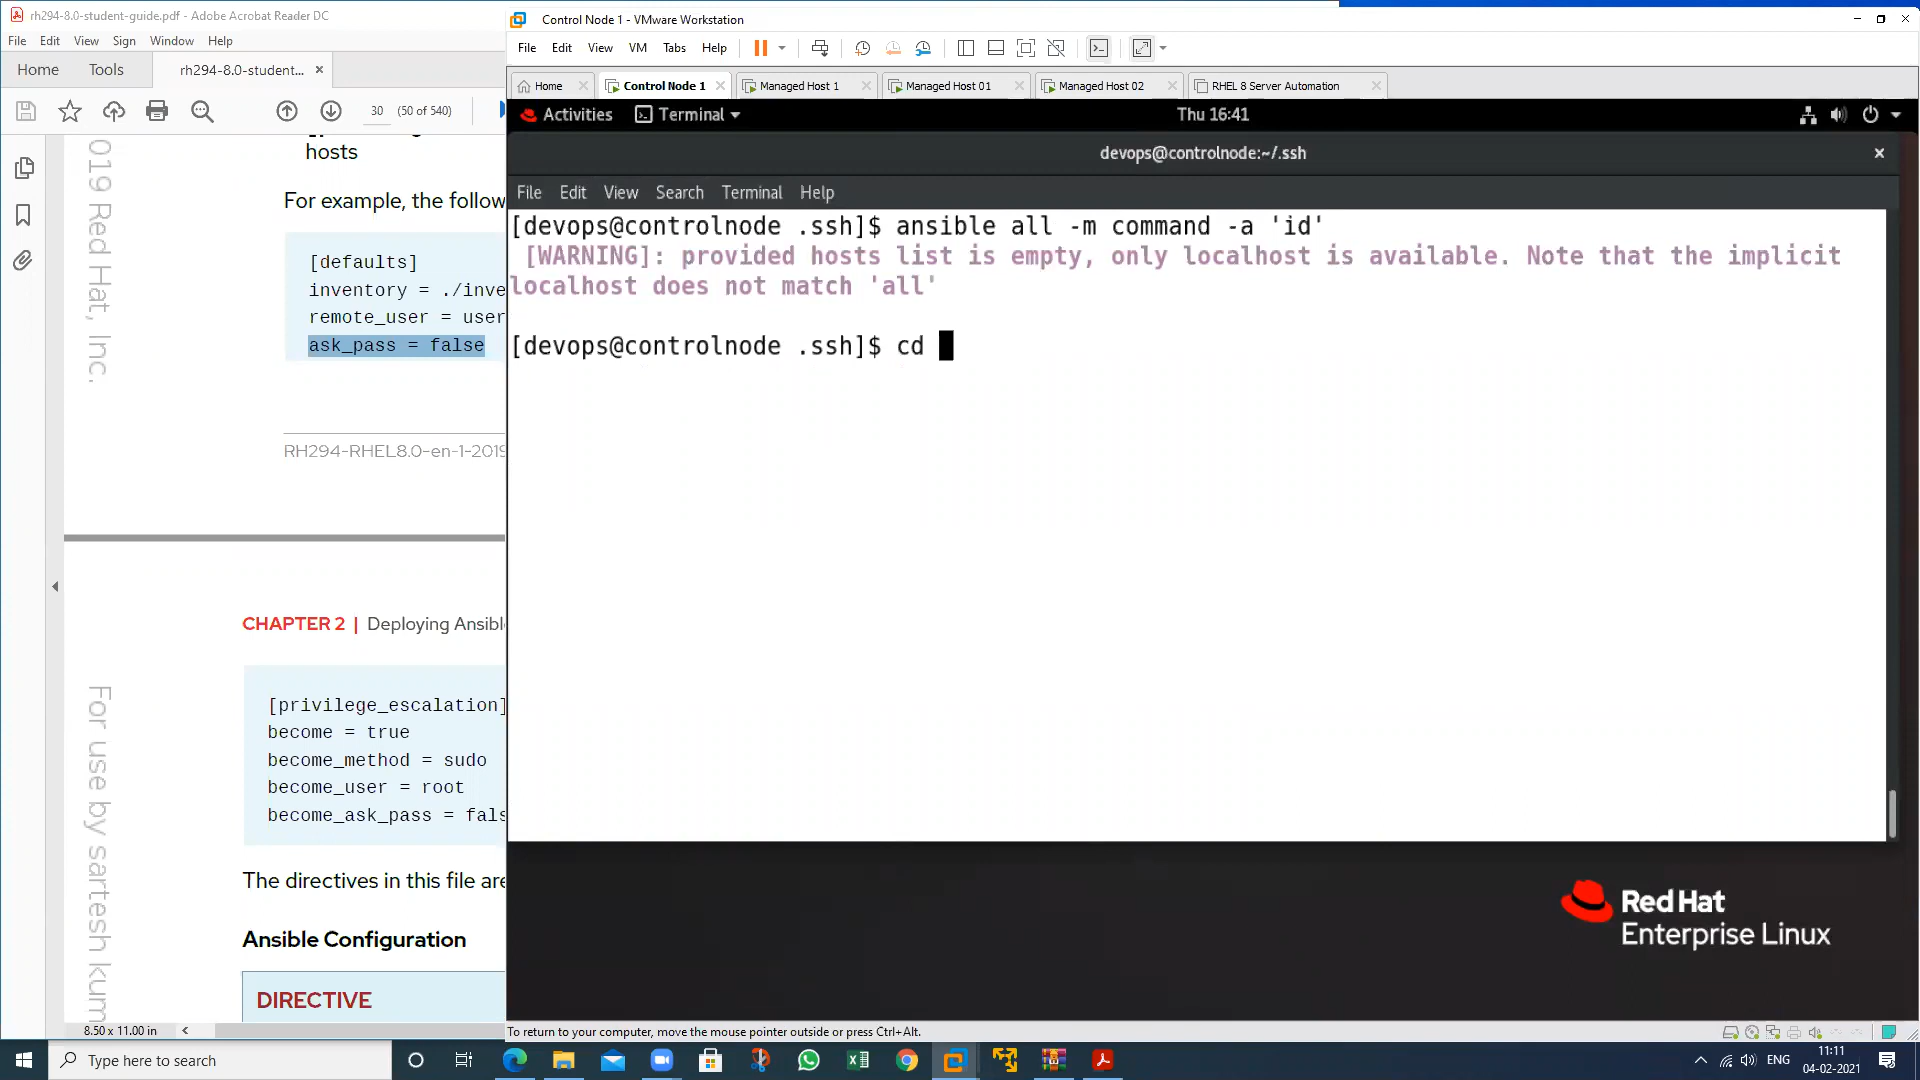 rh294-8.0-student-guide.pdf - Adobe Acrobat Reader DC
File Edit View Sign Window Help
Home Tools rh294-8.0-student... ×
30 (50 of 540)
hosts
For example, the follow
[defaults]
inventory = ./inve
remote_user = user
ask_pass = false
RH294-RHEL8.0-en-1-2019
019 Red Hat, Inc.
CHAPTER 2 | Deploying Ansibl
[privilege_escalation]
become = true
become_method = sudo
become_user = root
become_ask_pass = fals
The directives in this file are
Ansible Configuration
DIRECTIVE
For use by sartesh kum
8.50 x 11.00 in
Control Node 1 - VMware Workstation
File Edit View VM Tabs Help
Home Control Node 1 Managed Host 1 Managed Host 01 Managed Host 02 RHEL 8 Server Automation
Activities Terminal Thu 16:41
devops@controlnode:~/.ssh
File Edit View Search Terminal Help
[devops@controlnode .ssh]$ ansible all -m command -a 'id'
[WARNING]: provided hosts list is empty, only localhost is available. Note that the implicit
localhost does not match 'all'
[devops@controlnode .ssh]$ cd
Red Hat
Enterprise Linux
To return to your computer, move the mouse pointer outside or press Ctrl+Alt.
Type here to search
ENG
11:11
04-02-2021